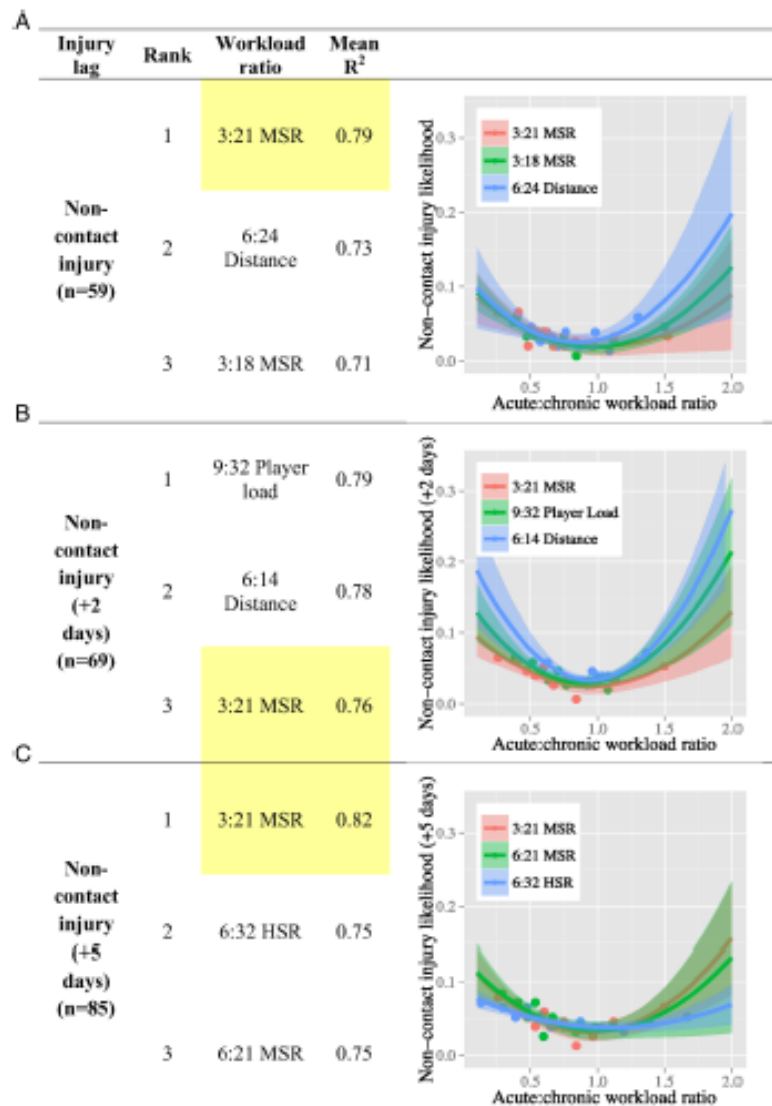 A
Injury lag Rank Workload ratio Mean R²
Non-contact injury (n=59)
1 3:21 MSR 0.79
2 6:24 Distance 0.73
3 3:18 MSR 0.71
Non-contact injury likelihood
0.3
0.2
0.1
0.0
3:21 MSR
3:18 MSR
6:24 Distance
0.5 1.0 1.5 2.0
Acute:chronic workload ratio
B
Non-contact injury (+2 days) (n=69)
1 9:32 Player load 0.79
2 6:14 Distance 0.78
3 3:21 MSR 0.76
Non-contact injury likelihood (+2 days)
0.3
0.2
0.1
0.0
3:21 MSR
9:32 Player Load
6:14 Distance
0.5 1.0 1.5 2.0
Acute:chronic workload ratio
C
Non-contact injury (+5 days) (n=85)
1 3:21 MSR 0.82
2 6:32 HSR 0.75
3 6:21 MSR 0.75
Non-contact injury likelihood (+5 days)
0.3
0.2
0.1
0.0
3:21 MSR
6:21 MSR
6:32 HSR
0.5 1.0 1.5 2.0
Acute:chronic workload ratio